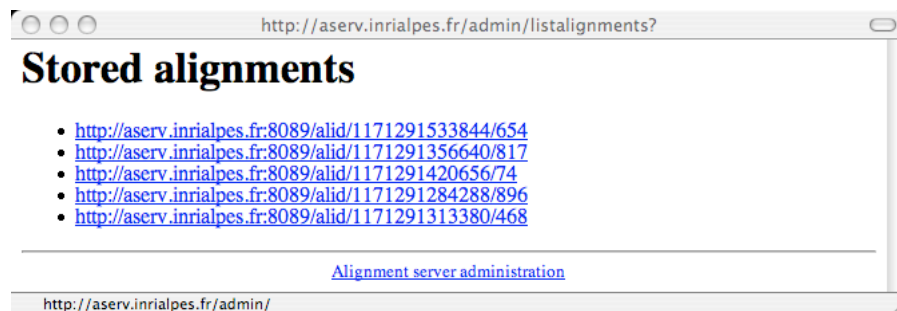 http://aserv.inrialpes.fr/admin/listalignments?
Stored alignments
• http://aserv.inrialpes.fr:8089/alid/1171291533844/654
• http://aserv.inrialpes.fr:8089/alid/1171291356640/817
• http://aserv.inrialpes.fr:8089/alid/1171291420656/74
• http://aserv.inrialpes.fr:8089/alid/1171291284288/896
• http://aserv.inrialpes.fr:8089/alid/1171291313380/468
Alignment server administration
http://aserv.inrialpes.fr/admin/